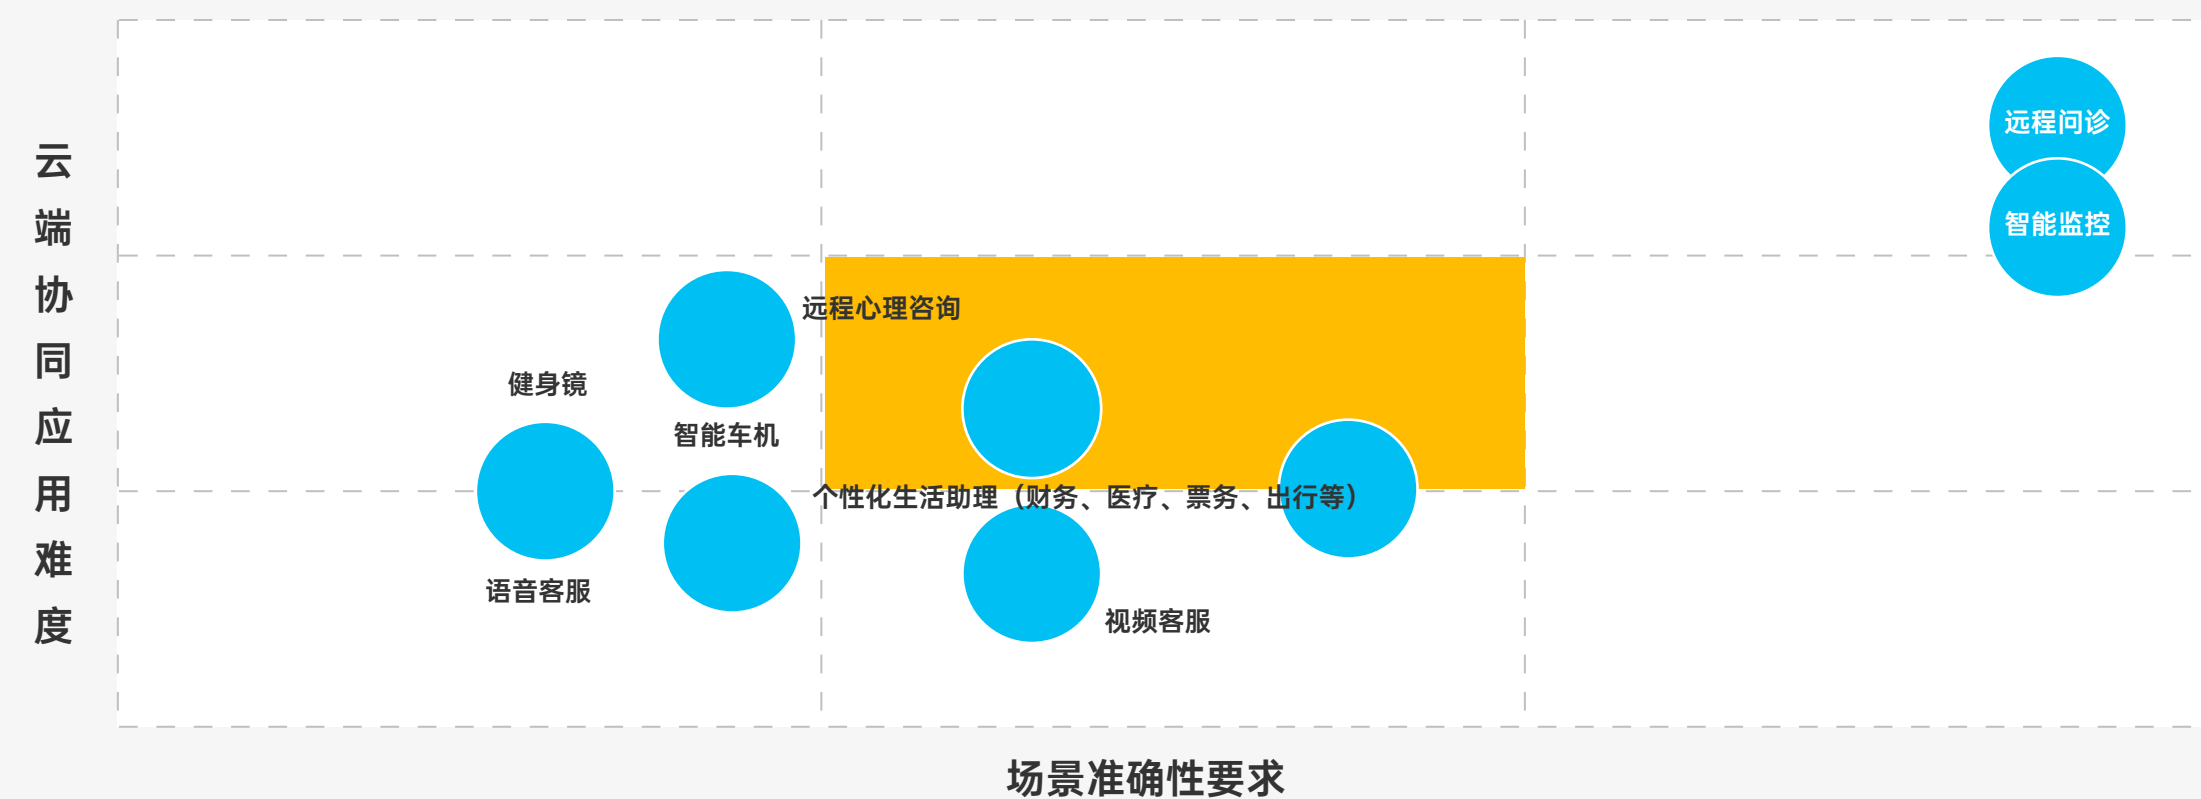 云端协同应用难度
远程问诊
智能监控
远程心理咨询
健身镜
智能车机
个性化生活助理（财务、医疗、票务、出行等）
语音客服
视频客服
场景准确性要求